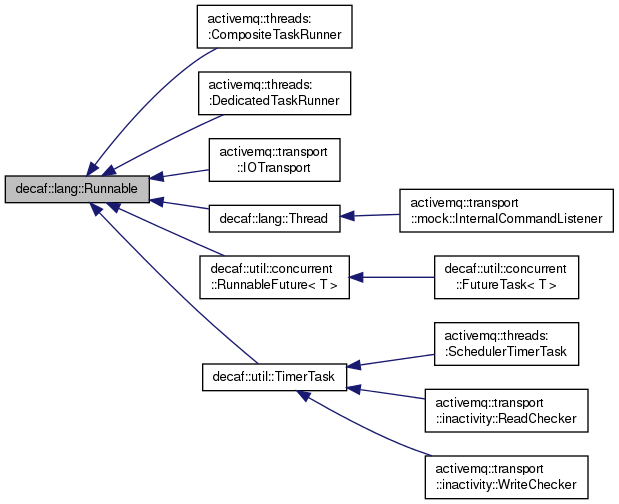 activemq::threads:
:CompositeTaskRunner
activemq::threads:
:DedicatedTaskRunner
activemq::transport
::IOTransport
decaf::lang::Runnable
decaf::lang::Thread
activemq::transport
::mock::InternalCommandListener
decaf::util::concurrent
::RunnableFuture< T >
decaf::util::concurrent
::FutureTask< T >
activemq::threads:
:SchedulerTimerTask
decaf::util::TimerTask
activemq::transport
::inactivity::ReadChecker
activemq::transport
::inactivity::WriteChecker